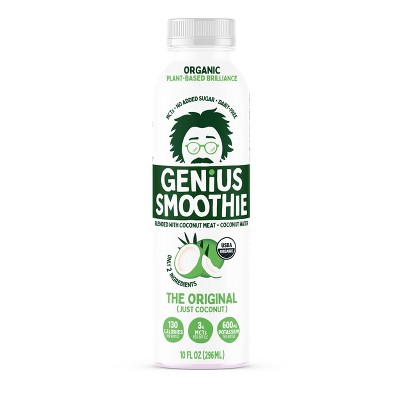 ORGANIC
PLANT-BASED BRILLIANCE
MCTs • NO ADDED SUGAR • DAIRY-FREE
GENiUS
SMOOTHIE
BLENDED WITH COCONUT MEAT + COCONUT WATER
USDA
ORGANIC
ONLY 2 INGREDIENTS
THE ORIGINAL
(JUST COCONUT)
130
CALORIES
3g
MCTs
600mg
POTASSIUM
10 FL OZ (296ML)